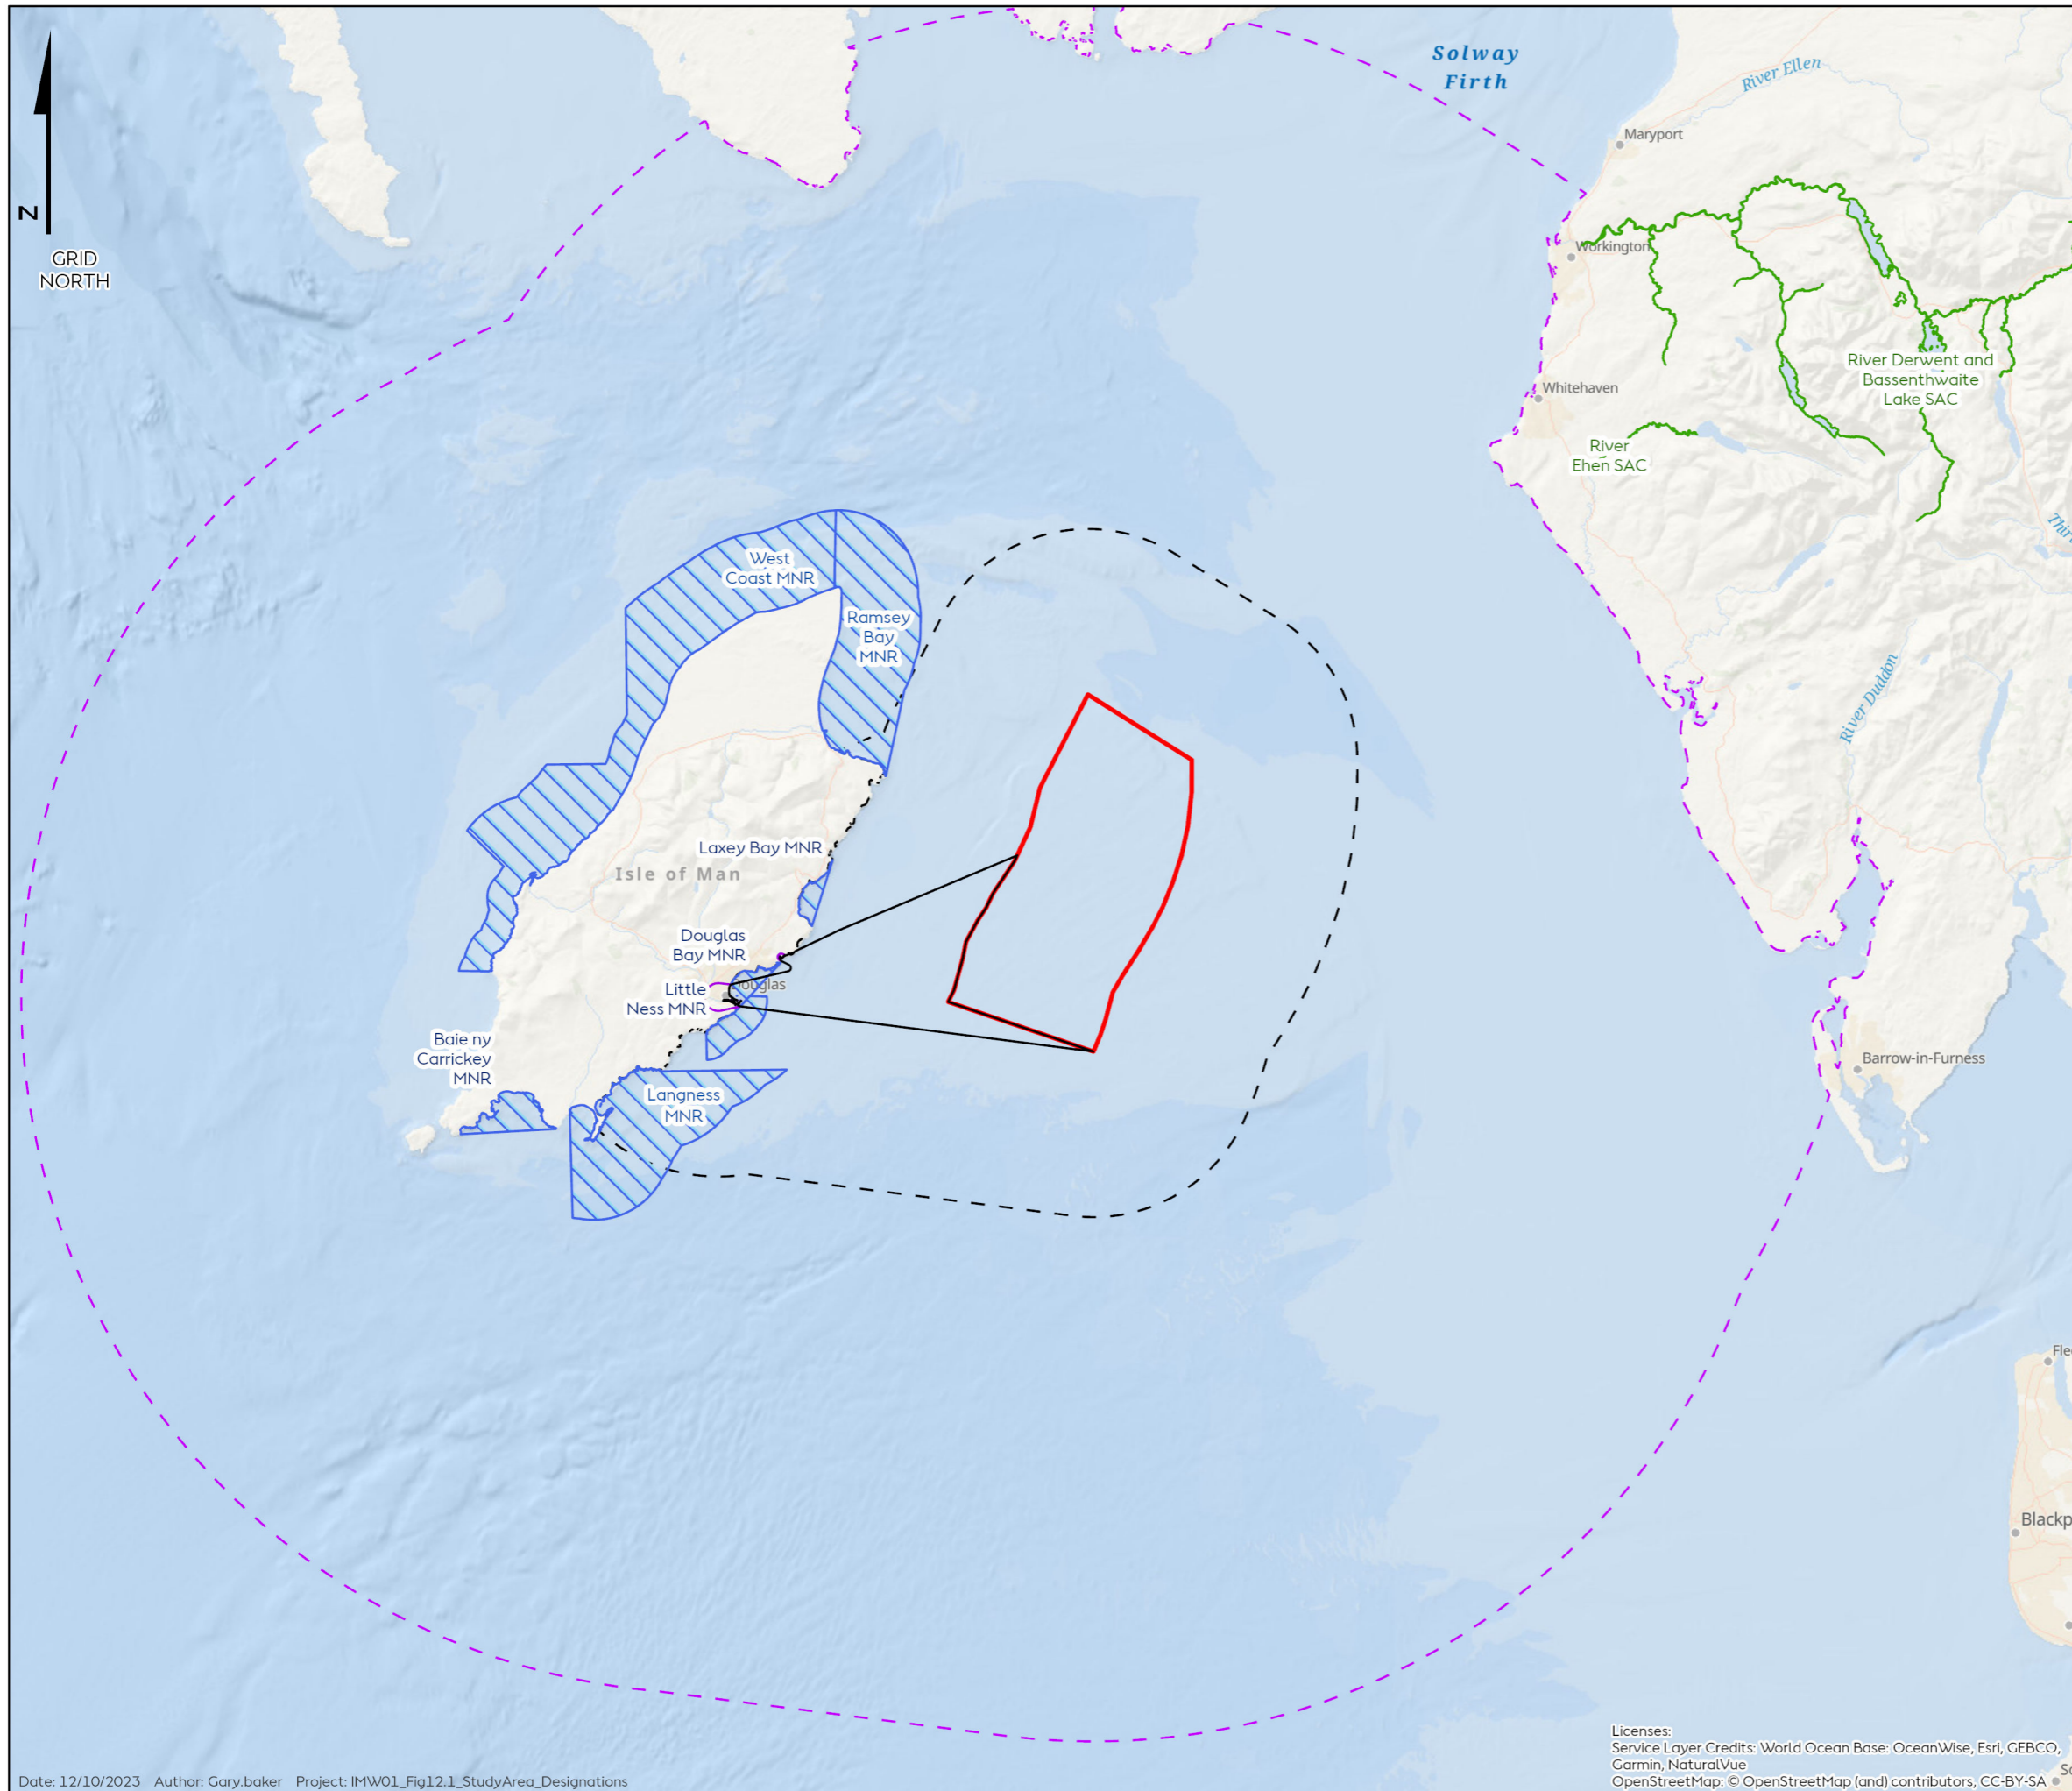 Solway
Firth
River Ellen
Maryport
N
GRID
NORTH
Workington
River Derwent and
Bassenthwaite
Lake SAC
Whitehaven
River
Ehen SAC
West
Coast MNR
Ramsey
Bay
MNR
River Duddon
Laxey Bay MNR
Isle of Man
Douglas
Bay MNR
Little
Ness MNR
Douglas
Baie ny
Carrickey
MNR
Langness
MNR
Barrow-in-Furness
Licenses:
Service Layer Credits: World Ocean Base: OceanWise, Esri, GEBCO,
Garmin, NaturalVue
OpenStreetMap: © OpenStreetMap (and) contributors, CC-BY-SA
Date: 12/10/2023 Author: Gary.baker Project: IMW01_Fig12.1_StudyArea_Designations